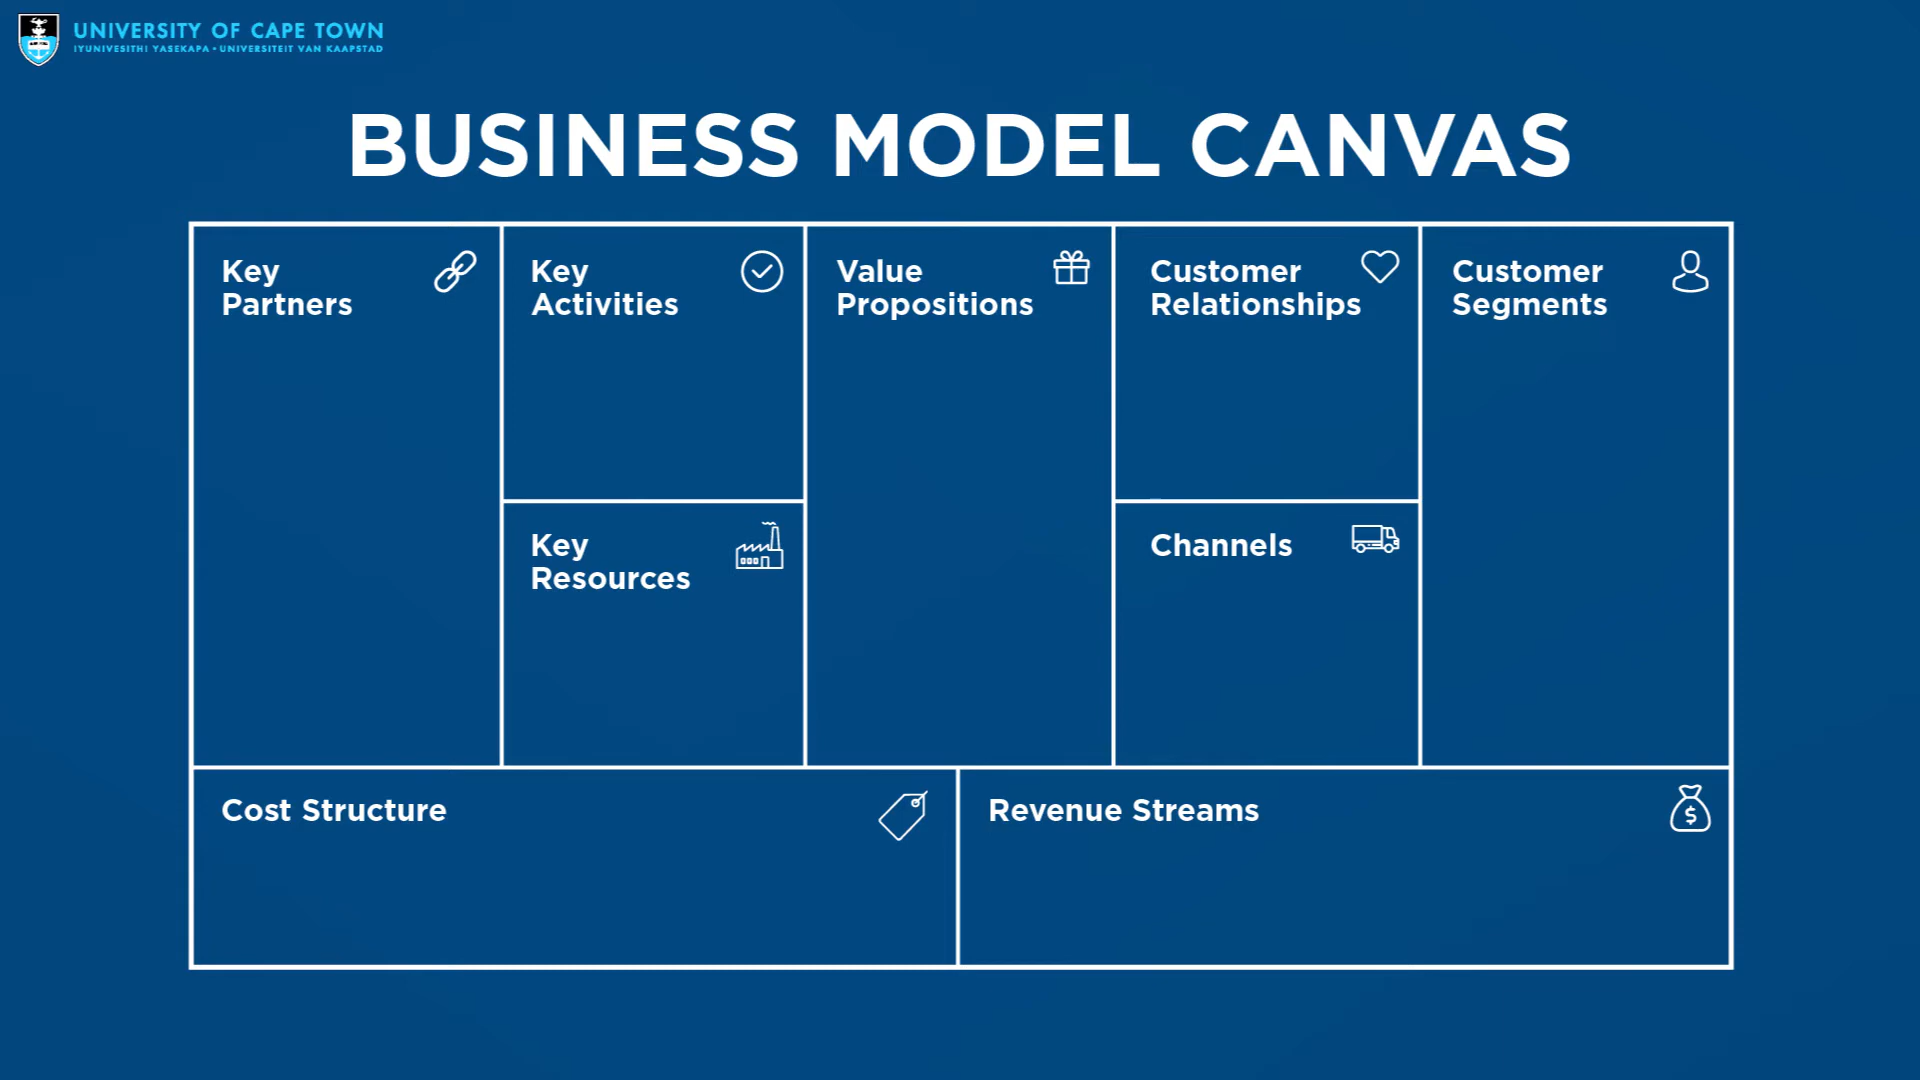 UNIVERSITY OF CAPE TOWN
IYUNIVESITHI YASEKAPA • UNIVERSITEIT VAN KAAPSTAD
BUSINESS MODEL CANVAS
Key
Partners
Key
Activities
Key
Resources
Value
Propositions
Customer
Relationships
Channels
Customer
Segments
Cost Structure
Revenue Streams
$